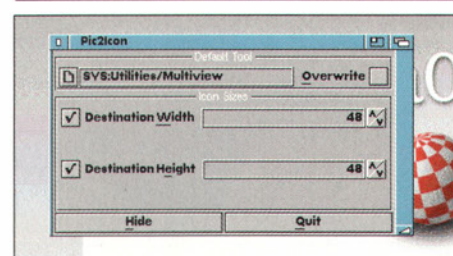 Pic2Icon
Default Tool
SYS:Utilities/Multiview
Overwrite
Icon Sizes
Destination Width 48
Destination Height 48
Hide Quit